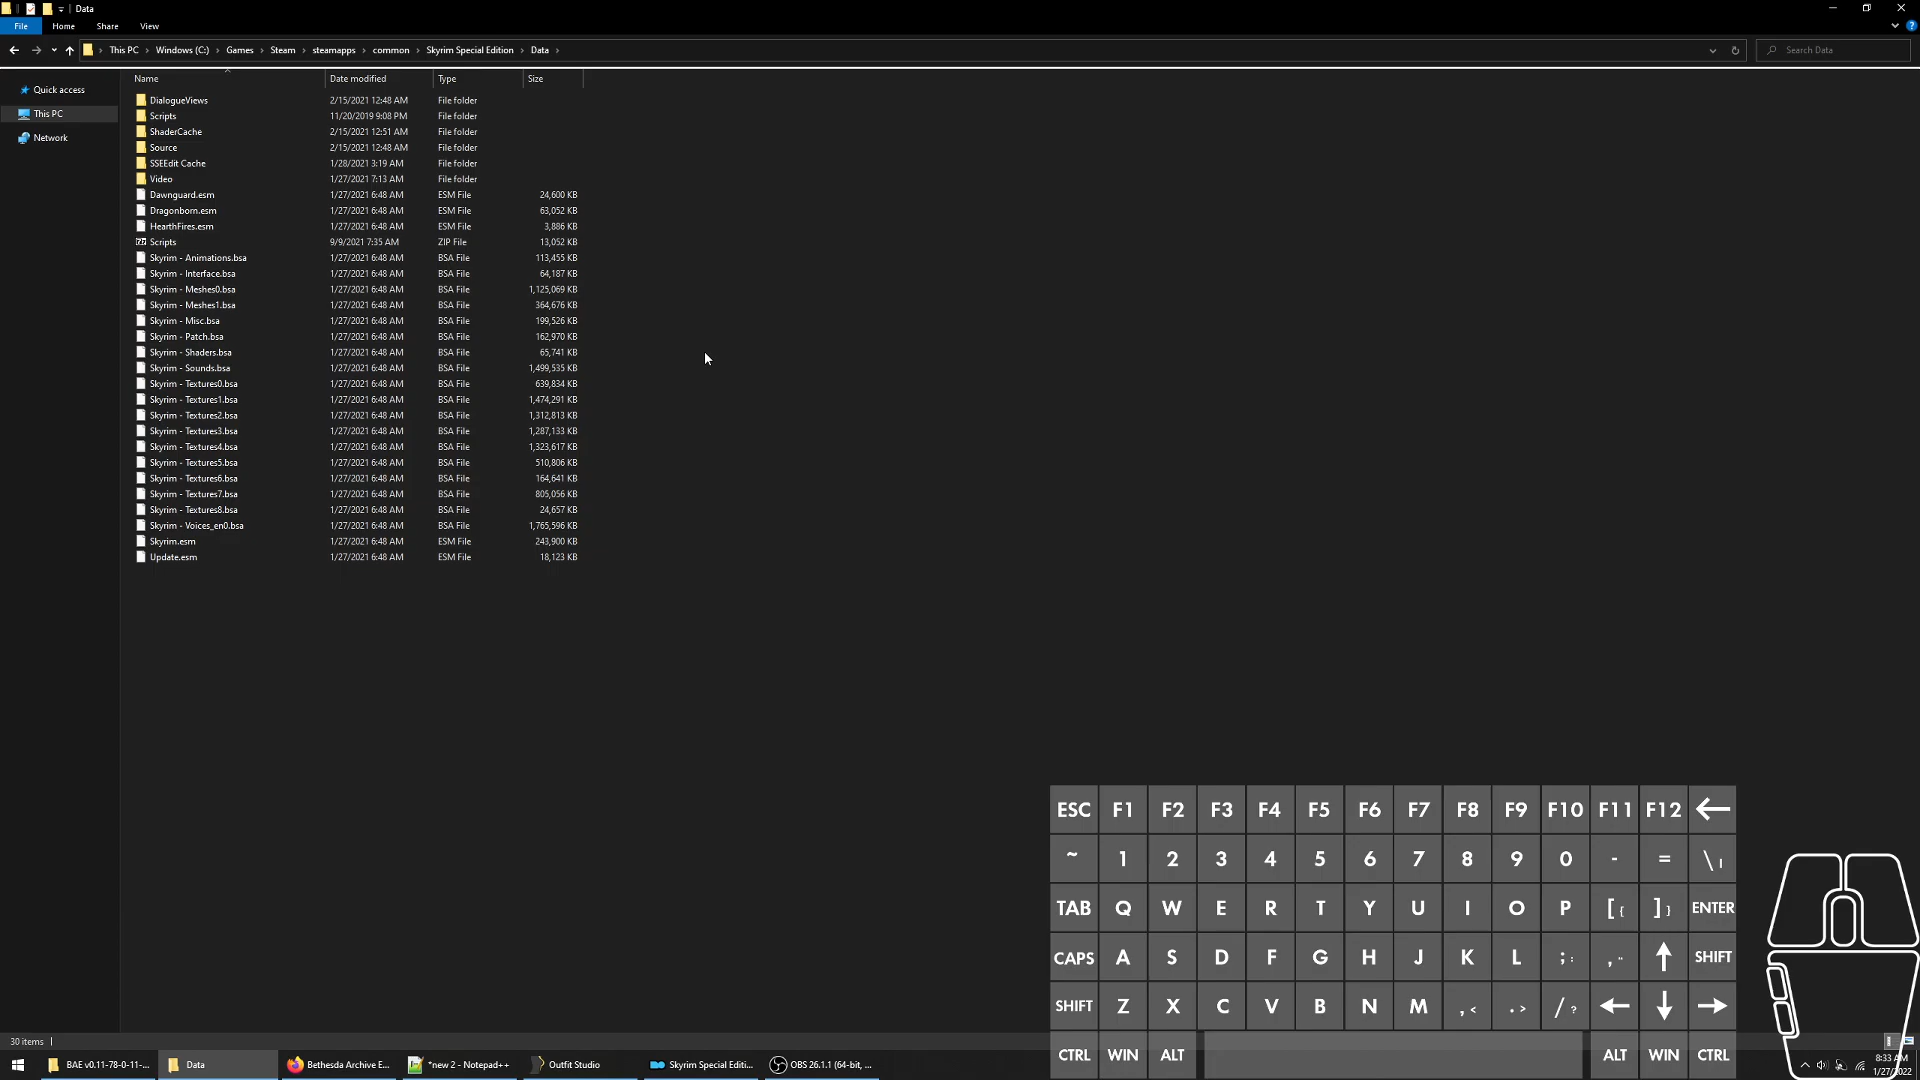 Data
File Home Share View
This PC Windows (C:) Games Steam steamapps common Skyrim Special Edition Data Search Data
Name Date modified Type Size
Quick access
This PC
Network
DialogueViews 2/15/2021 12:48 AM File folder
Scripts 11/20/2019 9:08 PM File folder
ShaderCache 2/15/2021 12:51 AM File folder
Source 2/15/2021 12:48 AM File folder
SSEEdit Cache 1/28/2021 3:19 AM File folder
Video 1/27/2021 7:13 AM File folder
Dawnguard.esm 1/27/2021 6:48 AM ESM File 24,600 KB
Dragonborn.esm 1/27/2021 6:48 AM ESM File 63,052 KB
HearthFires.esm 1/27/2021 6:48 AM ESM File 3,886 KB
Scripts 9/9/2021 7:35 AM ZIP File 13,052 KB
Skyrim - Animations.bsa 1/27/2021 6:48 AM BSA File 113,455 KB
Skyrim - Interface.bsa 1/27/2021 6:48 AM BSA File 64,187 KB
Skyrim - Meshes0.bsa 1/27/2021 6:48 AM BSA File 1,125,069 KB
Skyrim - Meshes1.bsa 1/27/2021 6:48 AM BSA File 364,676 KB
Skyrim - Misc.bsa 1/27/2021 6:48 AM BSA File 199,526 KB
Skyrim - Patch.bsa 1/27/2021 6:48 AM BSA File 162,970 KB
Skyrim - Shaders.bsa 1/27/2021 6:48 AM BSA File 65,741 KB
Skyrim - Sounds.bsa 1/27/2021 6:48 AM BSA File 1,499,535 KB
Skyrim - Textures0.bsa 1/27/2021 6:48 AM BSA File 639,834 KB
Skyrim - Textures1.bsa 1/27/2021 6:48 AM BSA File 1,474,291 KB
Skyrim - Textures2.bsa 1/27/2021 6:48 AM BSA File 1,312,813 KB
Skyrim - Textures3.bsa 1/27/2021 6:48 AM BSA File 1,287,133 KB
Skyrim - Textures4.bsa 1/27/2021 6:48 AM BSA File 1,323,617 KB
Skyrim - Textures5.bsa 1/27/2021 6:48 AM BSA File 510,806 KB
Skyrim - Textures6.bsa 1/27/2021 6:48 AM BSA File 164,641 KB
Skyrim - Textures7.bsa 1/27/2021 6:48 AM BSA File 805,056 KB
Skyrim - Textures8.bsa 1/27/2021 6:48 AM BSA File 24,657 KB
Skyrim - Voices_en0.bsa 1/27/2021 6:48 AM BSA File 1,765,596 KB
Skyrim.esm 1/27/2021 6:48 AM ESM File 243,900 KB
Update.esm 1/27/2021 6:48 AM ESM File 18,123 KB
ESC F1 F2 F3 F4 F5 F6 F7 F8 F9 F10 F11 F12 ←
~ 1 2 3 4 5 6 7 8 9 0 - = \ |
TAB Q W E R T Y U I O P [ { ] } ENTER
CAPS A S D F G H J K L ; : , " ↑ SHIFT
SHIFT Z X C V B N M , < . > / ? ← ↓ →
CTRL WIN ALT ALT WIN CTRL
30 items
BAE v0.11-78-0-11-... Data Bethesda Archive E... *new 2 - Notepad++ Outfit Studio Skyrim Special Editi... OBS 26.1.1 (64-bit, ...
8:33 AM
1/27/2022